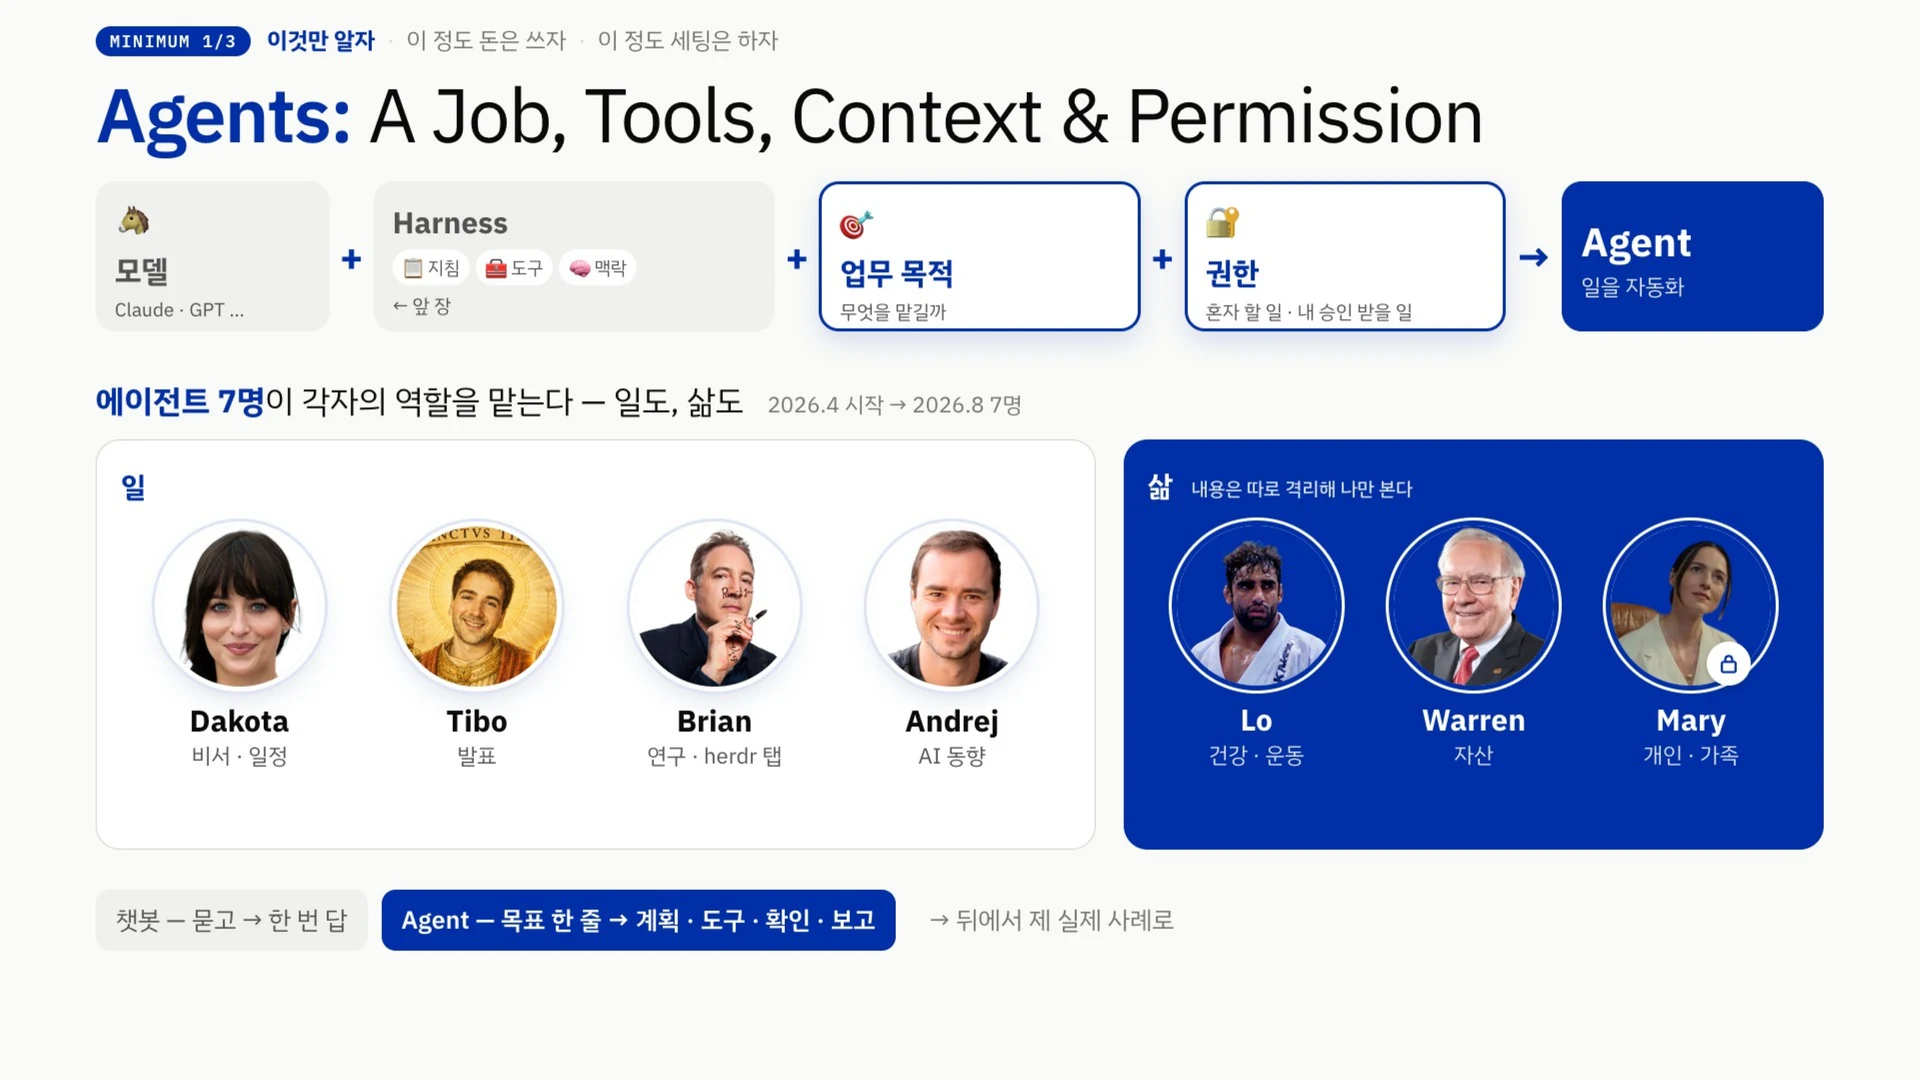 MINIMUM 1/3 이것만 알자 · 이 정도 돈은 쓰자 · 이 정도 세팅은 하자
Agents: A Job, Tools, Context & Permission
모델
Claude · GPT ...
+
Harness
지침 도구 맥락
← 앞 장
+
업무 목적
무엇을 맡길까
+
권한
혼자 할 일 · 내 승인 받을 일
→
Agent
일을 자동화
에이전트 7명이 각자의 역할을 맡는다 — 일도, 삶도 2026.4 시작 → 2026.8 7명
일
Dakota
비서 · 일정
Tibo
발표
Brian
연구 · herdr 탭
Andrej
AI 동향
삶 내용은 따로 격리해 나만 본다
Lo
건강 · 운동
Warren
자산
Mary
개인 · 가족
챗봇 — 묻고 → 한 번 답
Agent — 목표 한 줄 → 계획 · 도구 · 확인 · 보고
→ 뒤에서 제 실제 사례로